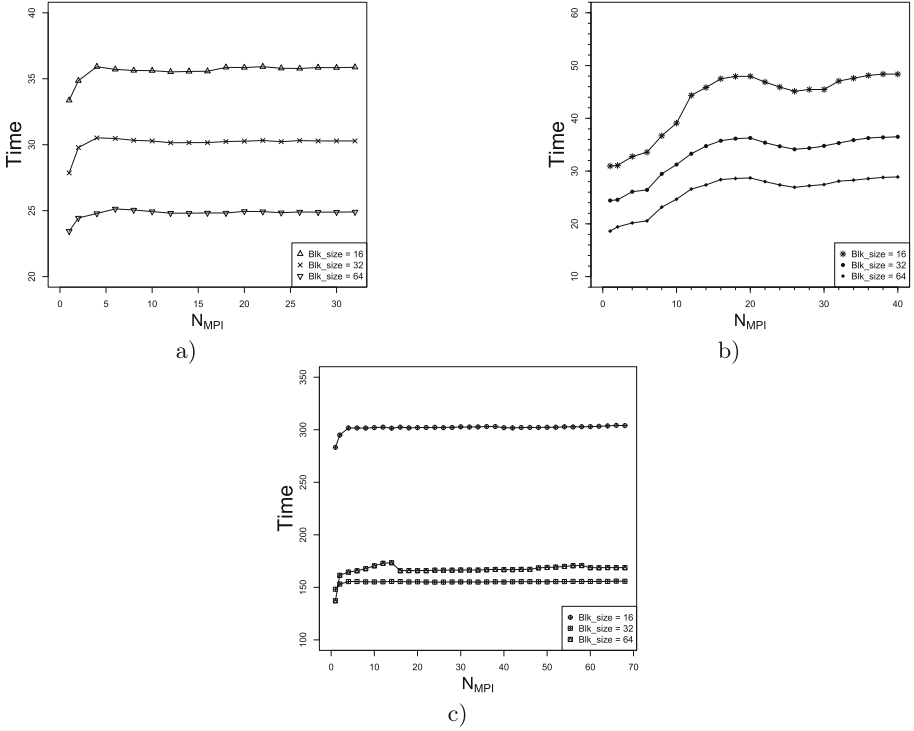 40
35
30
25
20
Time
0 5 10 15 20 25 30
N_MPI
Blk_size = 16
Blk_size = 32
Blk_size = 64
a)
60
50
40
30
20
10
Time
0 10 20 30 40
N_MPI
Blk_size = 16
Blk_size = 32
Blk_size = 64
b)
350
300
250
200
150
100
Time
0 10 20 30 40 50 60 70
N_MPI
Blk_size = 16
Blk_size = 32
Blk_size = 64
c)